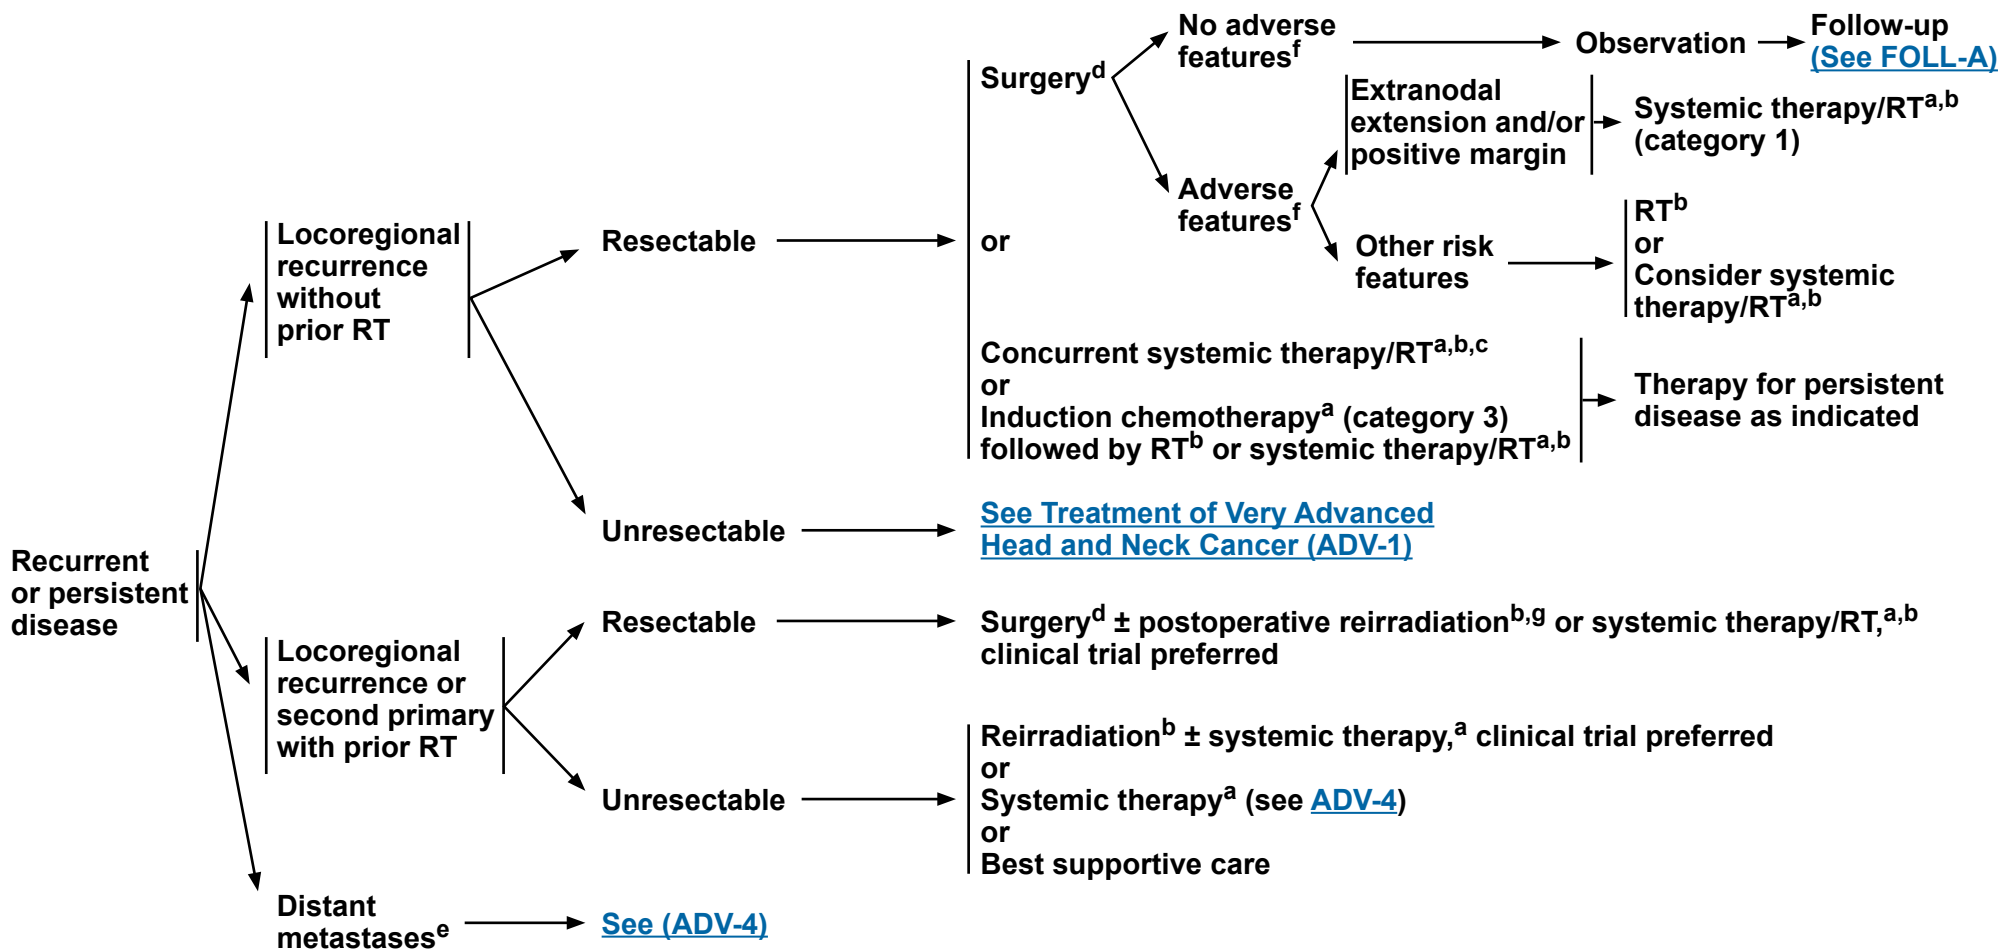 Recurrent
or persistent
disease
Locoregional
recurrence
without
prior RT
Resectable
Surgeryd
No adverse
featuresf
Observation
Follow-up
(See FOLL-A)
Adverse
featuresf
Extranodal
extension and/or
positive margin
Systemic therapy/RTa,b
(category 1)
Other risk
features
RTb
or
Consider systemic
therapy/RTa,b
or
Concurrent systemic therapy/RTa,b,c
or
Induction chemotherapya (category 3)
followed by RTb or systemic therapy/RTa,b
Therapy for persistent
disease as indicated
Unresectable
See Treatment of Very Advanced
Head and Neck Cancer (ADV-1)
Locoregional
recurrence or
second primary
with prior RT
Resectable
Surgeryd ± postoperative reirradiationb,g or systemic therapy/RT,a,b
clinical trial preferred
Unresectable
Reirradiationb ± systemic therapy,a clinical trial preferred
or
Systemic therapya (see ADV-4)
or
Best supportive care
Distant
metastasese
See (ADV-4)